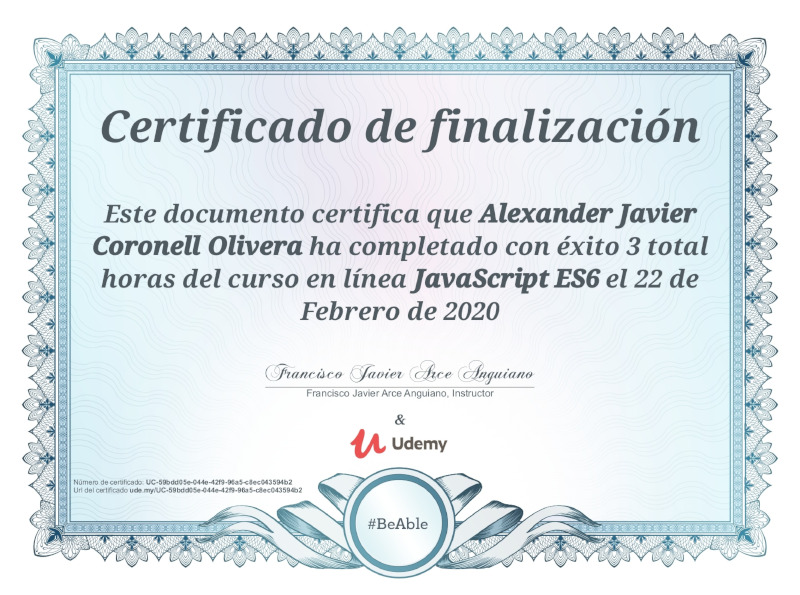 Certificado de finalización
Este documento certifica que Alexander Javier
Coronell Olivera ha completado con éxito 3 total
horas del curso en línea JavaScript ES6 el 22 de
Febrero de 2020
Francisco Javier Arce Anguiano
Francisco Javier Arce Anguiano, Instructor
&
Udemy
Número de certificado: UC-59bdd05e-044e-42f9-96a5-c8ec043594b2
Url del certificado ude.my/UC-59bdd05e-044e-42f9-96a5-c8ec043594b2
#BeAble